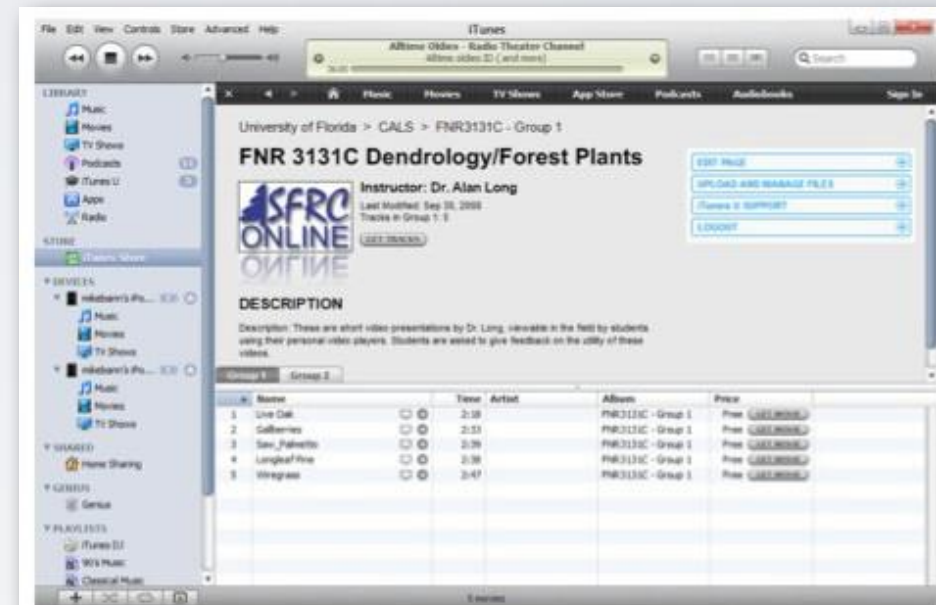 File Edit View Controls Store Advanced Help
iTunes
Alltime Oldies - Radio Theater Channel
Search
LIBRARY
Music
Movies
TV Shows
Podcasts
iTunes U
Apps
Radio
STORE
iTunes Store
DEVICES
Music
Movies
TV Shows
Music
Movies
TV Shows
SHARED
Home Sharing
GENIUS
Genius
PLAYLISTS
iTunes DJ
90's Music
Classical Music
Music Movies TV Shows App Store Podcasts Audiobooks Sign In
University of Florida > CALS > FNR3131C - Group 1
FNR 3131C Dendrology/Forest Plants
SFRC
ONLINE
Instructor: Dr. Alan Long
Last Modified: Sep 30, 2008
Tracks in Group 1: 5
GET TRACKS
EDIT PAGE
UPLOAD AND MANAGE FILES
iTunes U SUPPORT
LOGOUT
DESCRIPTION
Description: These are short video presentations by Dr. Long, viewable in the field by students
using their personal video players. Students are asked to give feedback on the utility of these
videos.
Group 1 Group 2
Name Time Artist Album Price
1 Live Oak 2:18 FNR3131C - Group 1 Free GET MOVIE
2 Gallberries 2:33 FNR3131C - Group 1 Free GET MOVIE
3 Saw_Palmetto 2:39 FNR3131C - Group 1 Free GET MOVIE
4 Longleaf Pine 2:38 FNR3131C - Group 1 Free GET MOVIE
5 Wiregrass 2:47 FNR3131C - Group 1 Free GET MOVIE
5 movies